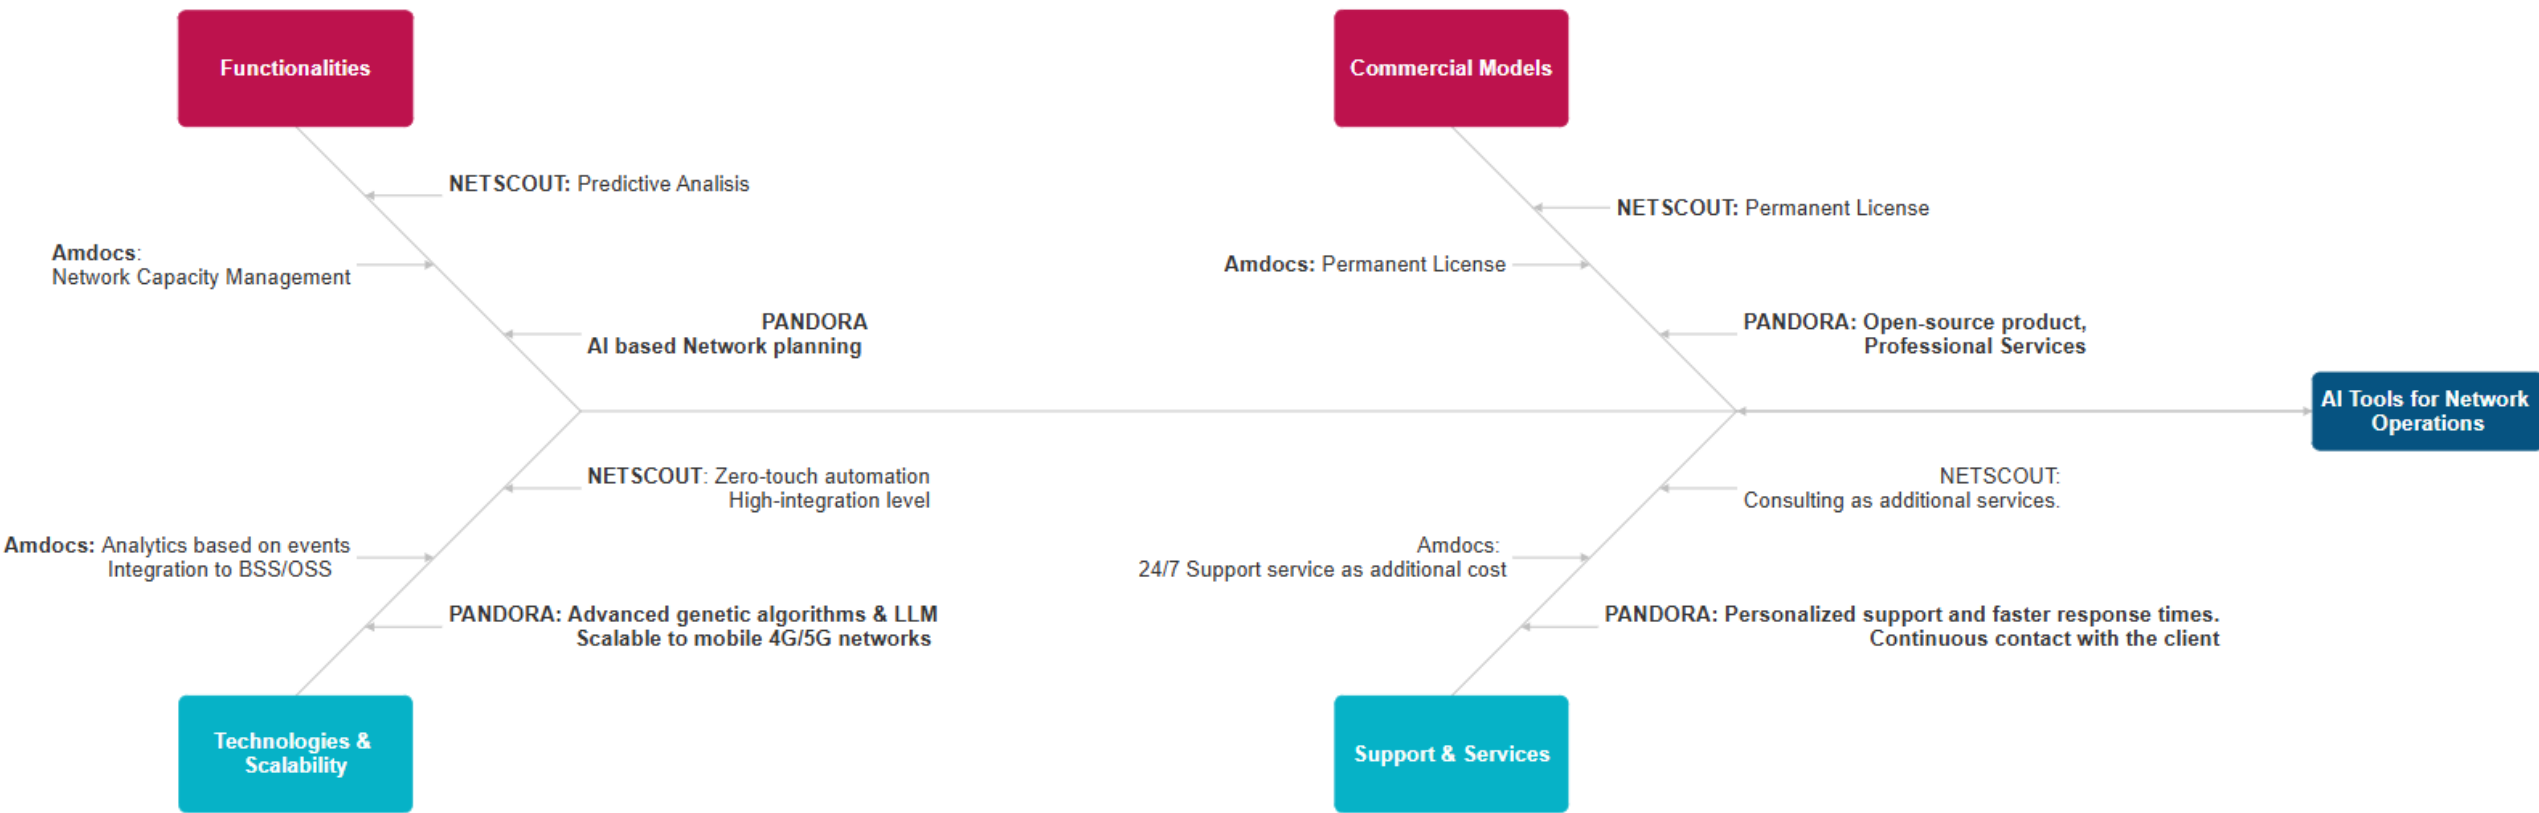 Functionalities
Commercial Models
NETSCOUT: Predictive Analisis
NETSCOUT: Permanent License
Amdocs:
Network Capacity Management
Amdocs: Permanent License
PANDORA
AI based Network planning
PANDORA: Open-source product,
Professional Services
AI Tools for Network
Operations
NETSCOUT: Zero-touch automation
High-integration level
NETSCOUT:
Consulting as additional services.
Amdocs: Analytics based on events
Integration to BSS/OSS
Amdocs:
24/7 Support service as additional cost
PANDORA: Advanced genetic algorithms & LLM
Scalable to mobile 4G/5G networks
PANDORA: Personalized support and faster response times.
Continuous contact with the client
Technologies &
Scalability
Support & Services